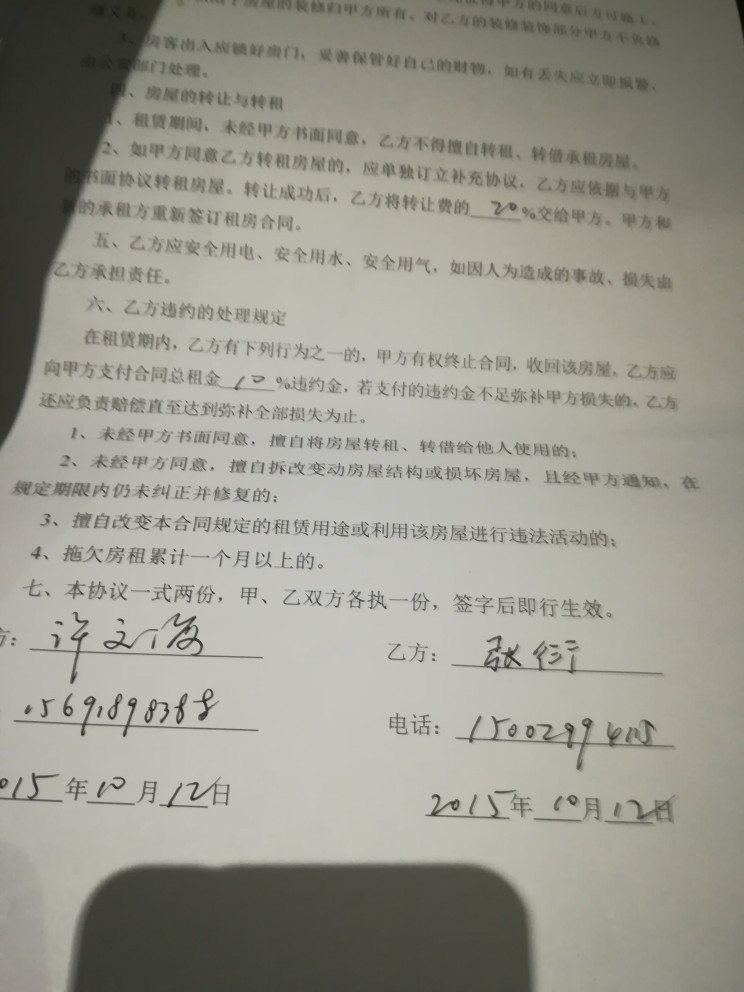 的装修归甲方所有。对乙方的装修装饰部分甲方不负
3、房客出入应锁好房门，妥善保管好自己的财物，如有丢失应立即报警，
由公安部门处理。
四、房屋的转让与转租
1、租赁期间，未经甲方书面同意，乙方不得擅自转租、转借承租房屋。
2、如甲方同意乙方转租房屋的，应单独订立补充协议，乙方应依据与甲方
的书面协议转租房屋。转让成功后，乙方将转让费的20%交给甲方。甲方和
新的承租方重新签订租房合同。
五、乙方应安全用电、安全用水、安全用气，如因人为造成的事故、损失由
乙方承担责任。
六、乙方违约的处理规定
在租赁期内，乙方有下列行为之一的，甲方有权终止合同，收回该房屋，乙方应
向甲方支付合同总租金10%违约金，若支付的违约金不足弥补甲方损失的，乙方
还应负责赔偿直至达到弥补全部损失为止。
1、未经甲方书面同意，擅自将房屋转租、转借给他人使用的；
2、未经甲方同意，擅自拆改变动房屋结构或损坏房屋，且经甲方通知，在
规定期限内仍未纠正并修复的；
3、擅自改变本合同规定的租赁用途或利用该房屋进行违法活动的；
4、拖欠房租累计一个月以上的。
七、本协议一式两份，甲、乙双方各执一份，签字后即行生效。
方：许文俊 乙方：张衍
15691898388 电话：15002994115
2015年10月12日 2015年10月12日